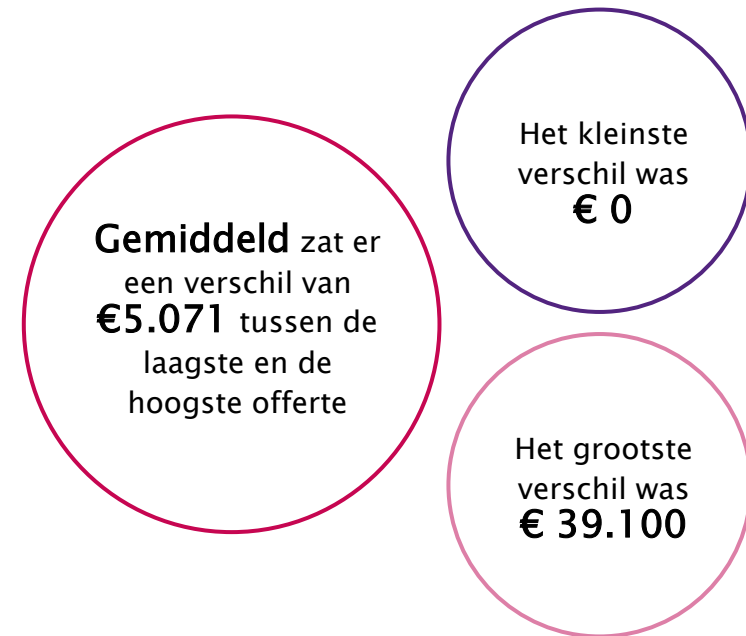 Gemiddeld zat er
een verschil van
€5.071 tussen de
laagste en de
hoogste offerte
Het kleinste
verschil was
€ 0
Het grootste
verschil was
€ 39.100